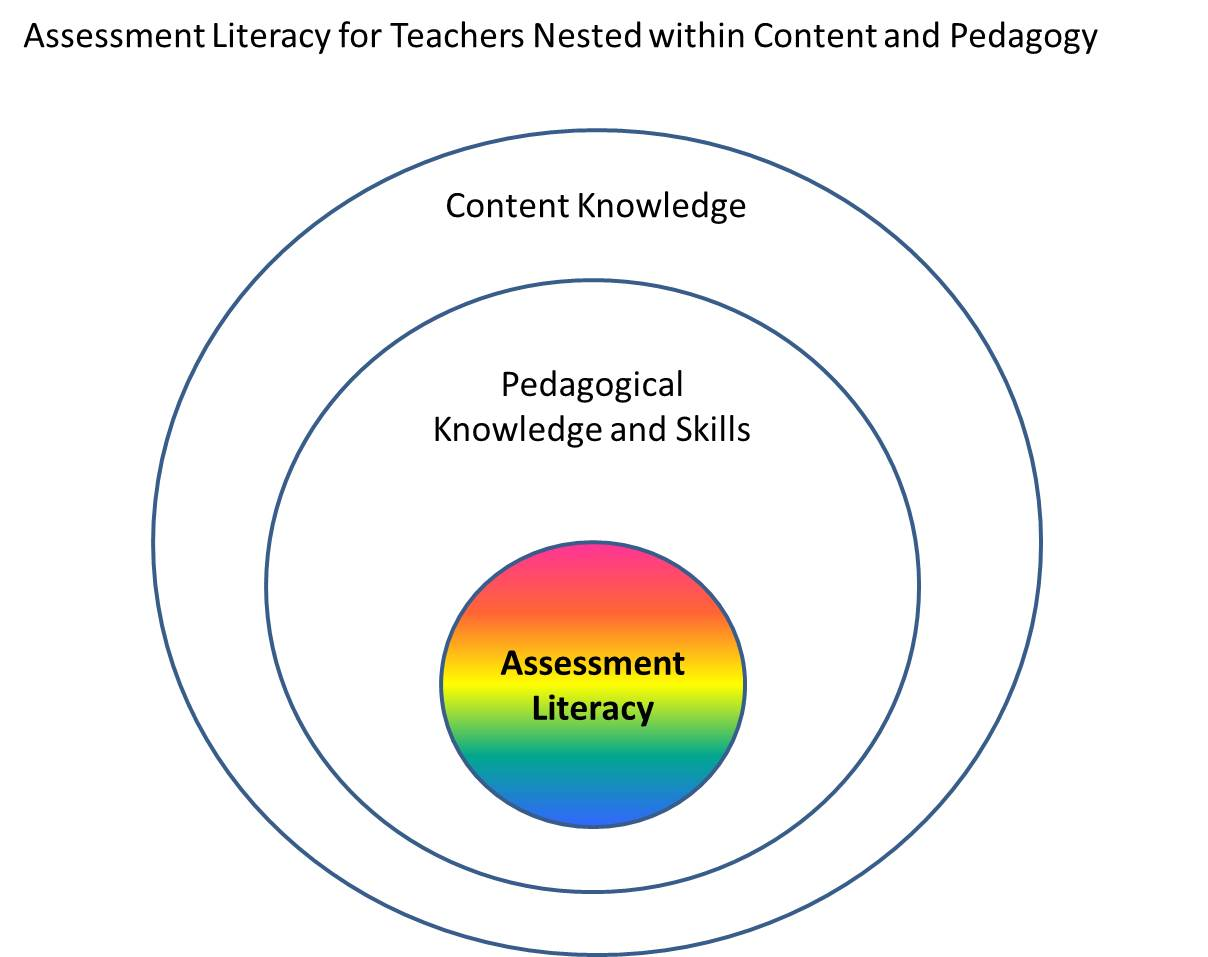 Assessment Literacy for Teachers Nested within Content and Pedagogy
Content Knowledge
Pedagogical
Knowledge and Skills
Assessment
Literacy